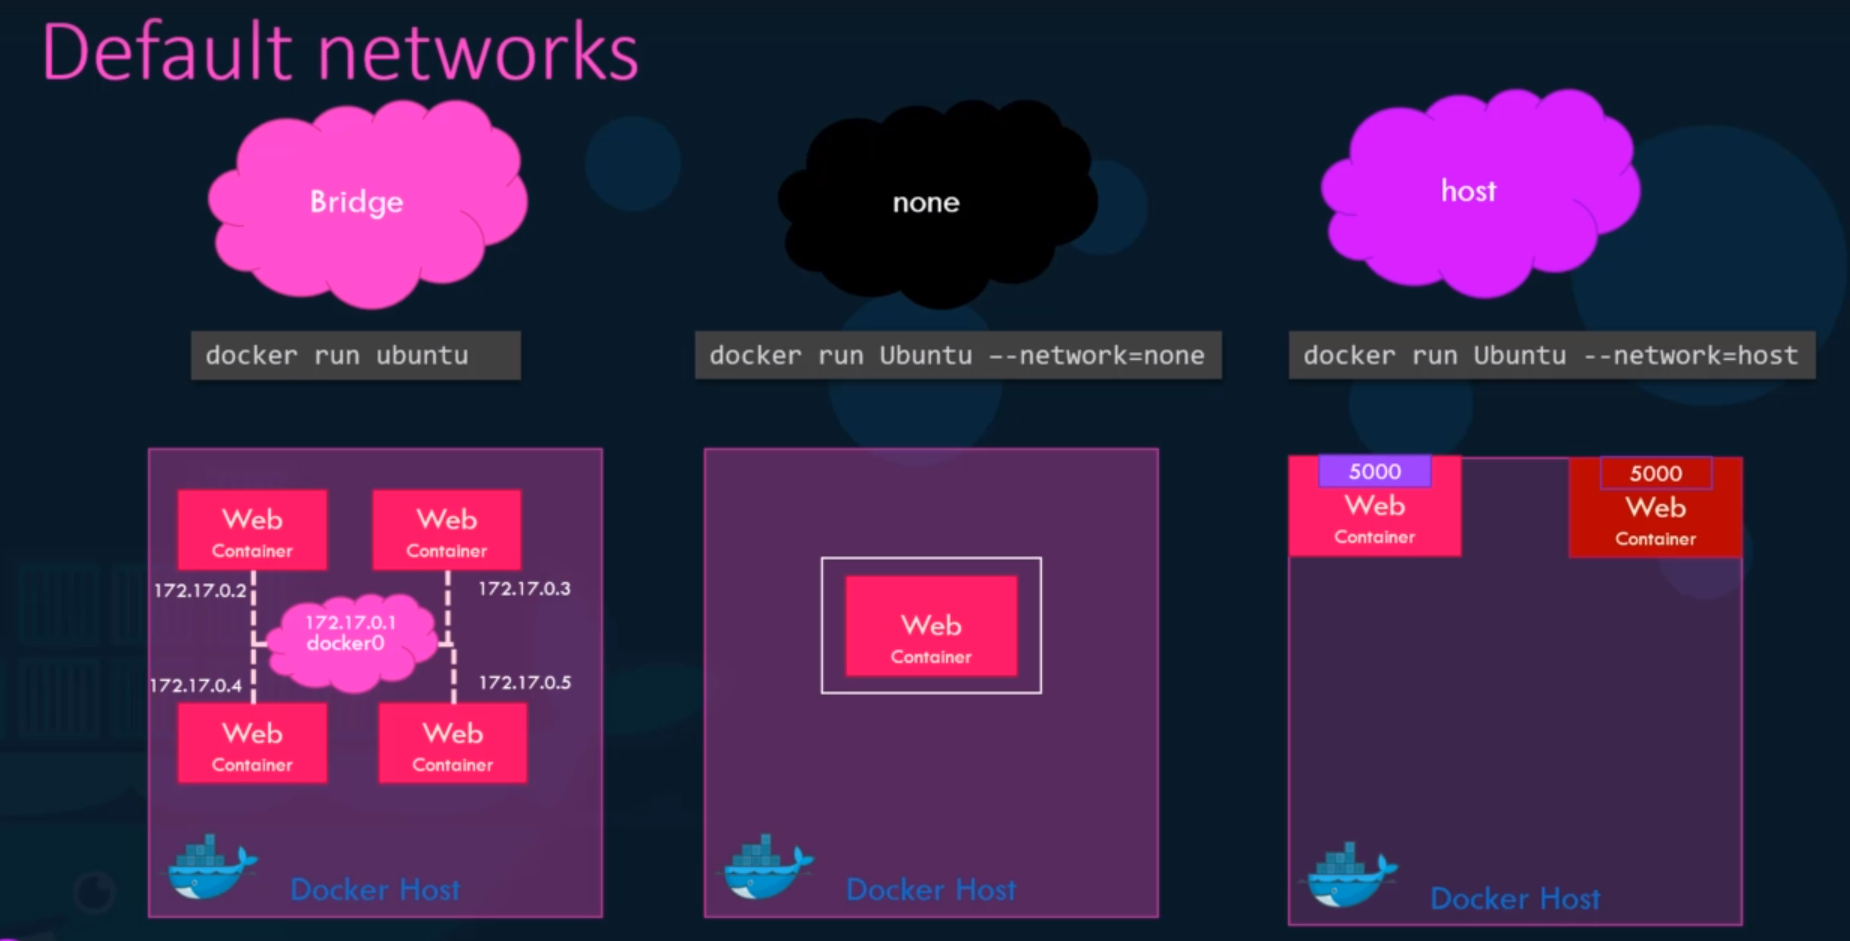 Default networks
Bridge
none
host
docker run ubuntu
docker run Ubuntu –-network=none
docker run Ubuntu --network=host
Web
Container
Web
Container
172.17.0.2
172.17.0.3
172.17.0.1
docker0
172.17.0.4
172.17.0.5
Web
Container
Web
Container
Docker Host
Web
Container
Docker Host
5000
Web
Container
5000
Web
Container
Docker Host